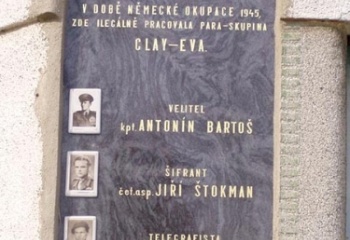 V DOBĚ NĚMECKÉ OKUPACE 1945,
ZDE ILEGÁLNĚ PRACOVALA PARA-SKUPINA
CLAY–EVA.
VELITEL
kpt. ANTONÍN BARTOŠ
ŠIFRANT
čet.asp. JIŘÍ ŠTOKMAN
TELEGRAFISTA